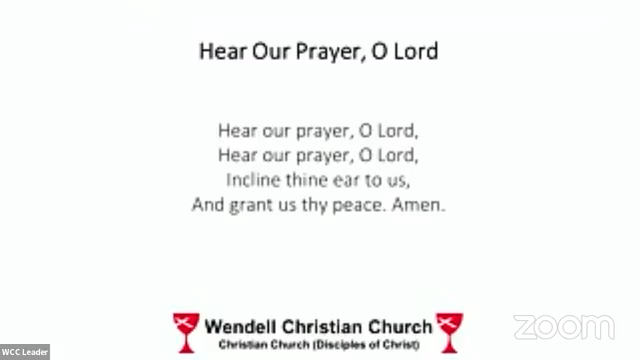 Hear Our Prayer, O Lord
Hear our prayer, O Lord,
Hear our prayer, O Lord,
Incline thine ear to us,
And grant us thy peace. Amen.
Wendell Christian Church
Christian Church (Disciples of Christ)
zoom
WCC Leader